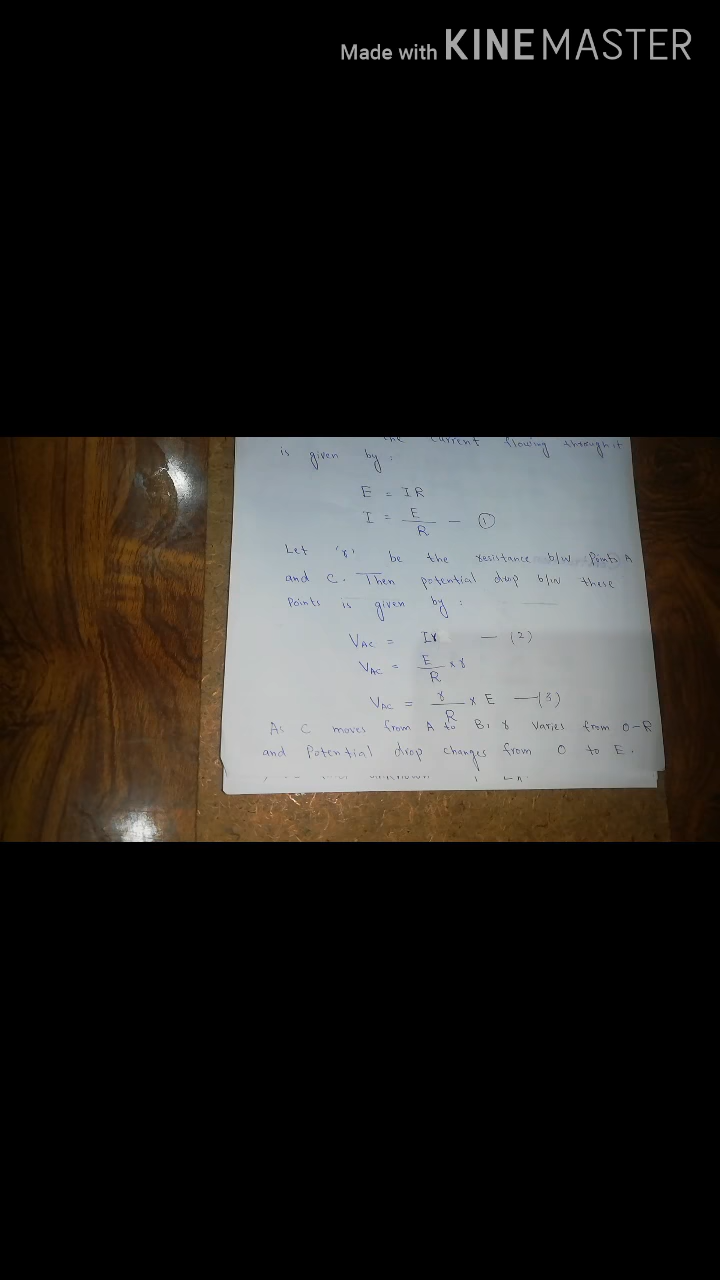 Made with KINEMASTER
the current flowing through it
is given by:
E = IR
I = E/R — (1)
Let 'r' be the resistance b/w Points A
and C. Then potential drop b/w these
Points is given by:
VAC = Ir — (2)
VAC = E/R × r
VAC = r/R × E — (3)
As C moves from A to B, r varies from 0-R
and Potential drop changes from 0 to E.